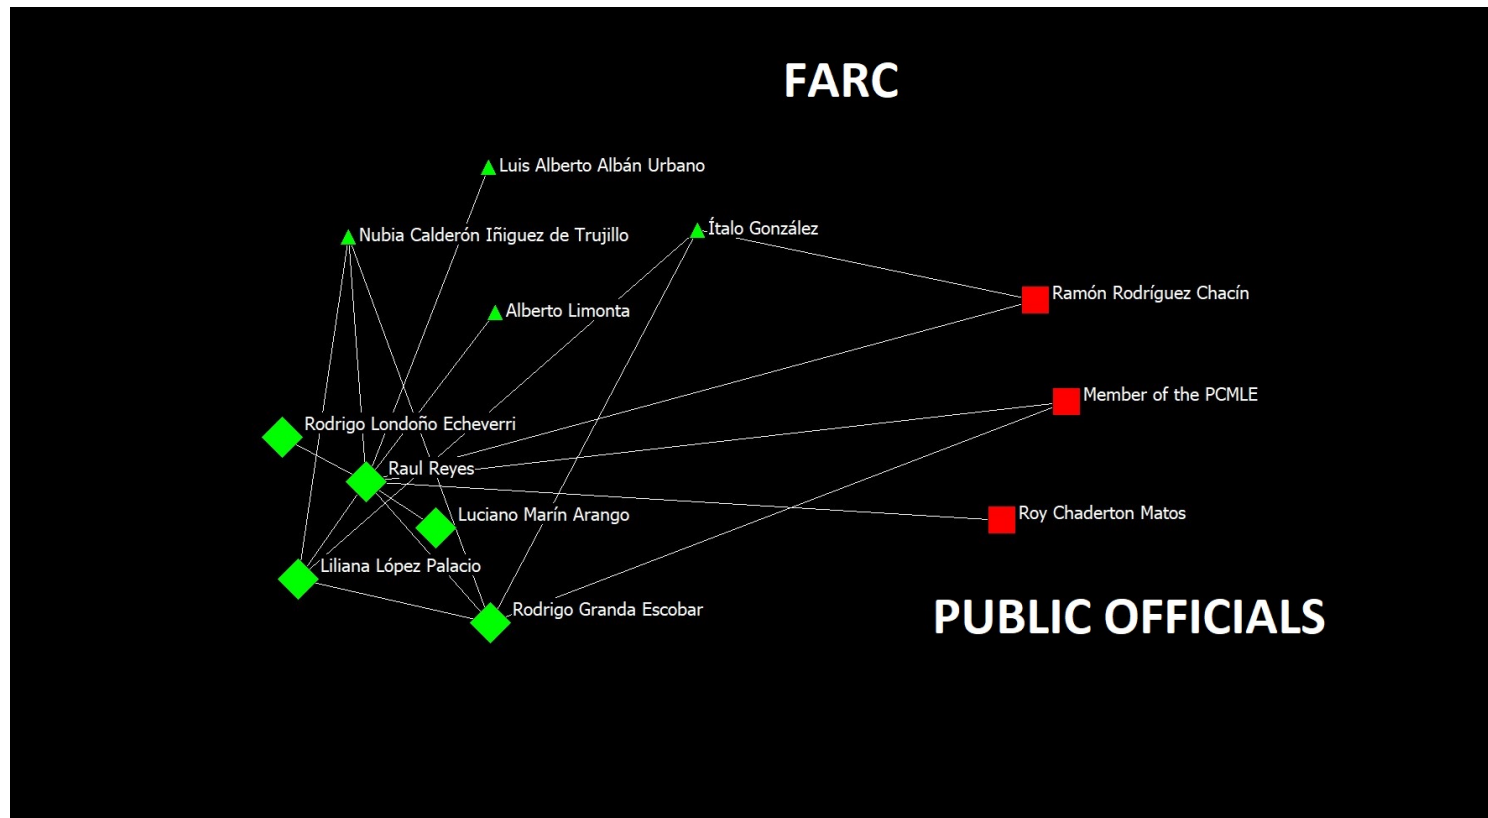 FARC
Luis Alberto Albán Urbano
Nubia Calderón Iñiguez de Trujillo
Ítalo González
Ramón Rodríguez Chacín
Alberto Limonta
Member of the PCMLE
Rodrigo Londoño Echeverri
Raul Reyes
Luciano Marín Arango
Roy Chaderton Matos
Liliana López Palacio
Rodrigo Granda Escobar
PUBLIC OFFICIALS